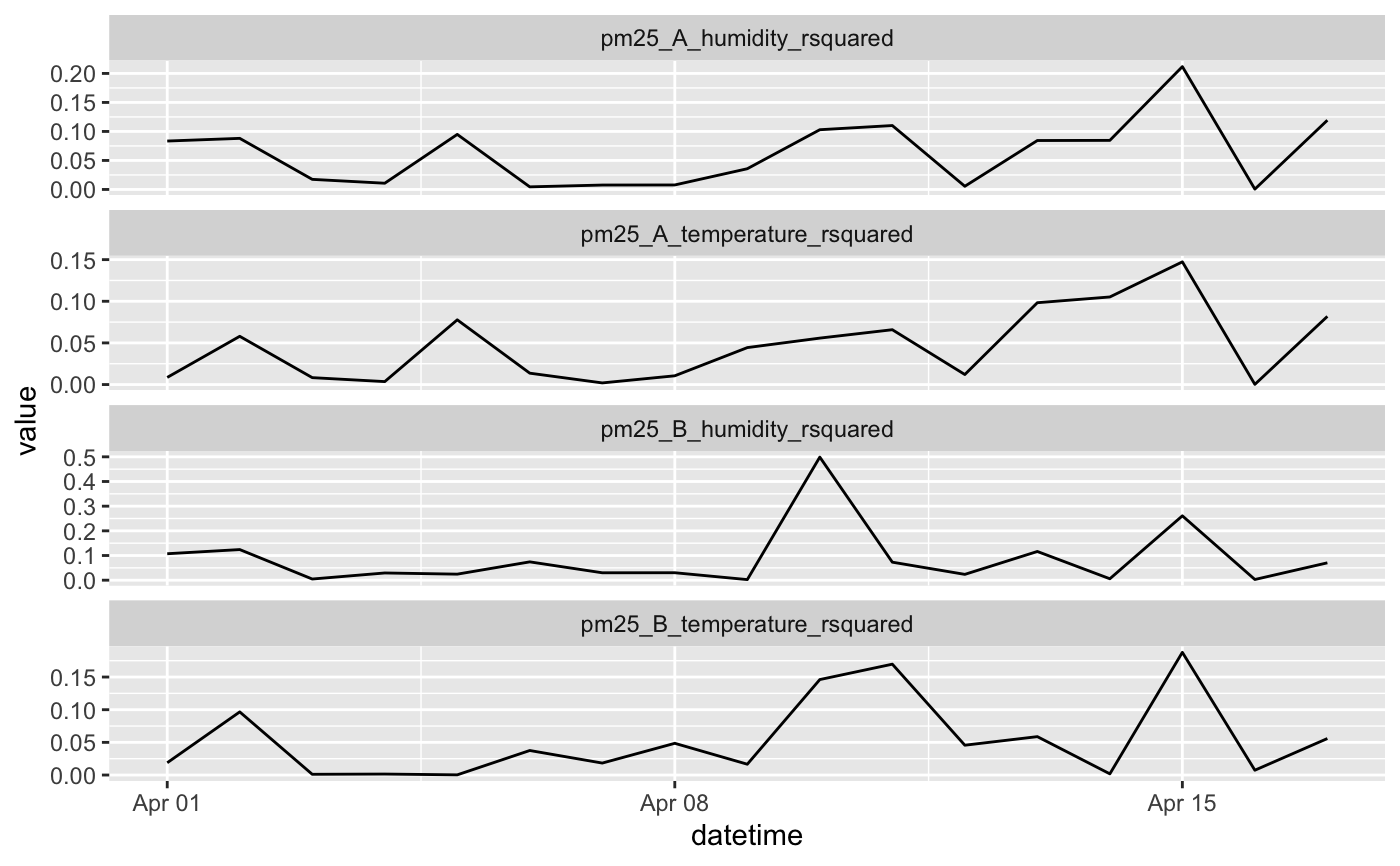 pm25_A_humidity_rsquared
0.20
0.15
0.10
0.05
0.00
pm25_A_temperature_rsquared
0.15
0.10
0.05
0.00
value
pm25_B_humidity_rsquared
0.5
0.4
0.3
0.2
0.1
0.0
pm25_B_temperature_rsquared
0.15
0.10
0.05
0.00
Apr 01 Apr 08 Apr 15
datetime